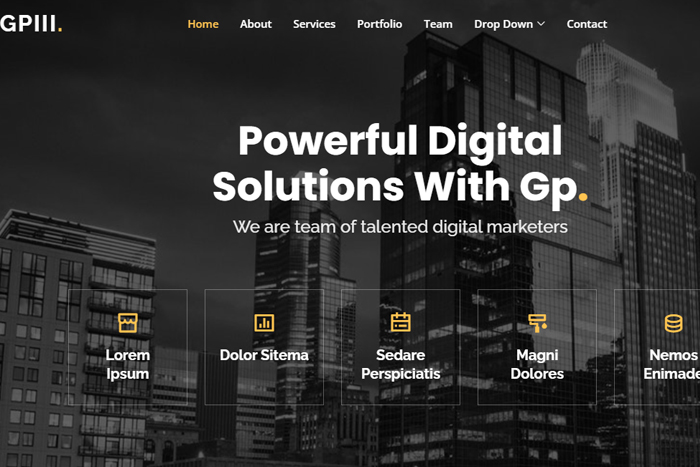 GPIII.
Home About Services Portfolio Team Drop Down Contact
Powerful Digital
Solutions With Gp.
We are team of talented digital marketers
Lorem
Ipsum
Dolor Sitema
Sedare
Perspiciatis
Magni
Dolores
Nemos
Enimade